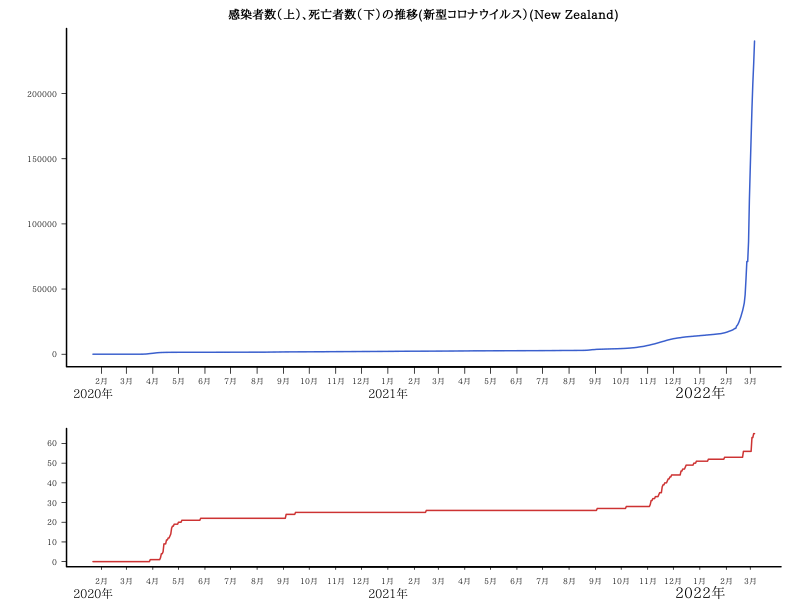 感染者数(上)、死亡者数(下)の推移(新型コロナウイルス)(New Zealand)
200000
150000
100000
50000
0
2月 3月 4月 5月 6月 7月 8月 9月 10月 11月 12月 1月 2月 3月 4月 5月 6月 7月 8月 9月 10月 11月 12月 1月 2月 3月
2020年 2021年 2022年
60
50
40
30
20
10
0
2月 3月 4月 5月 6月 7月 8月 9月 10月 11月 12月 1月 2月 3月 4月 5月 6月 7月 8月 9月 10月 11月 12月 1月 2月 3月
2020年 2021年 2022年